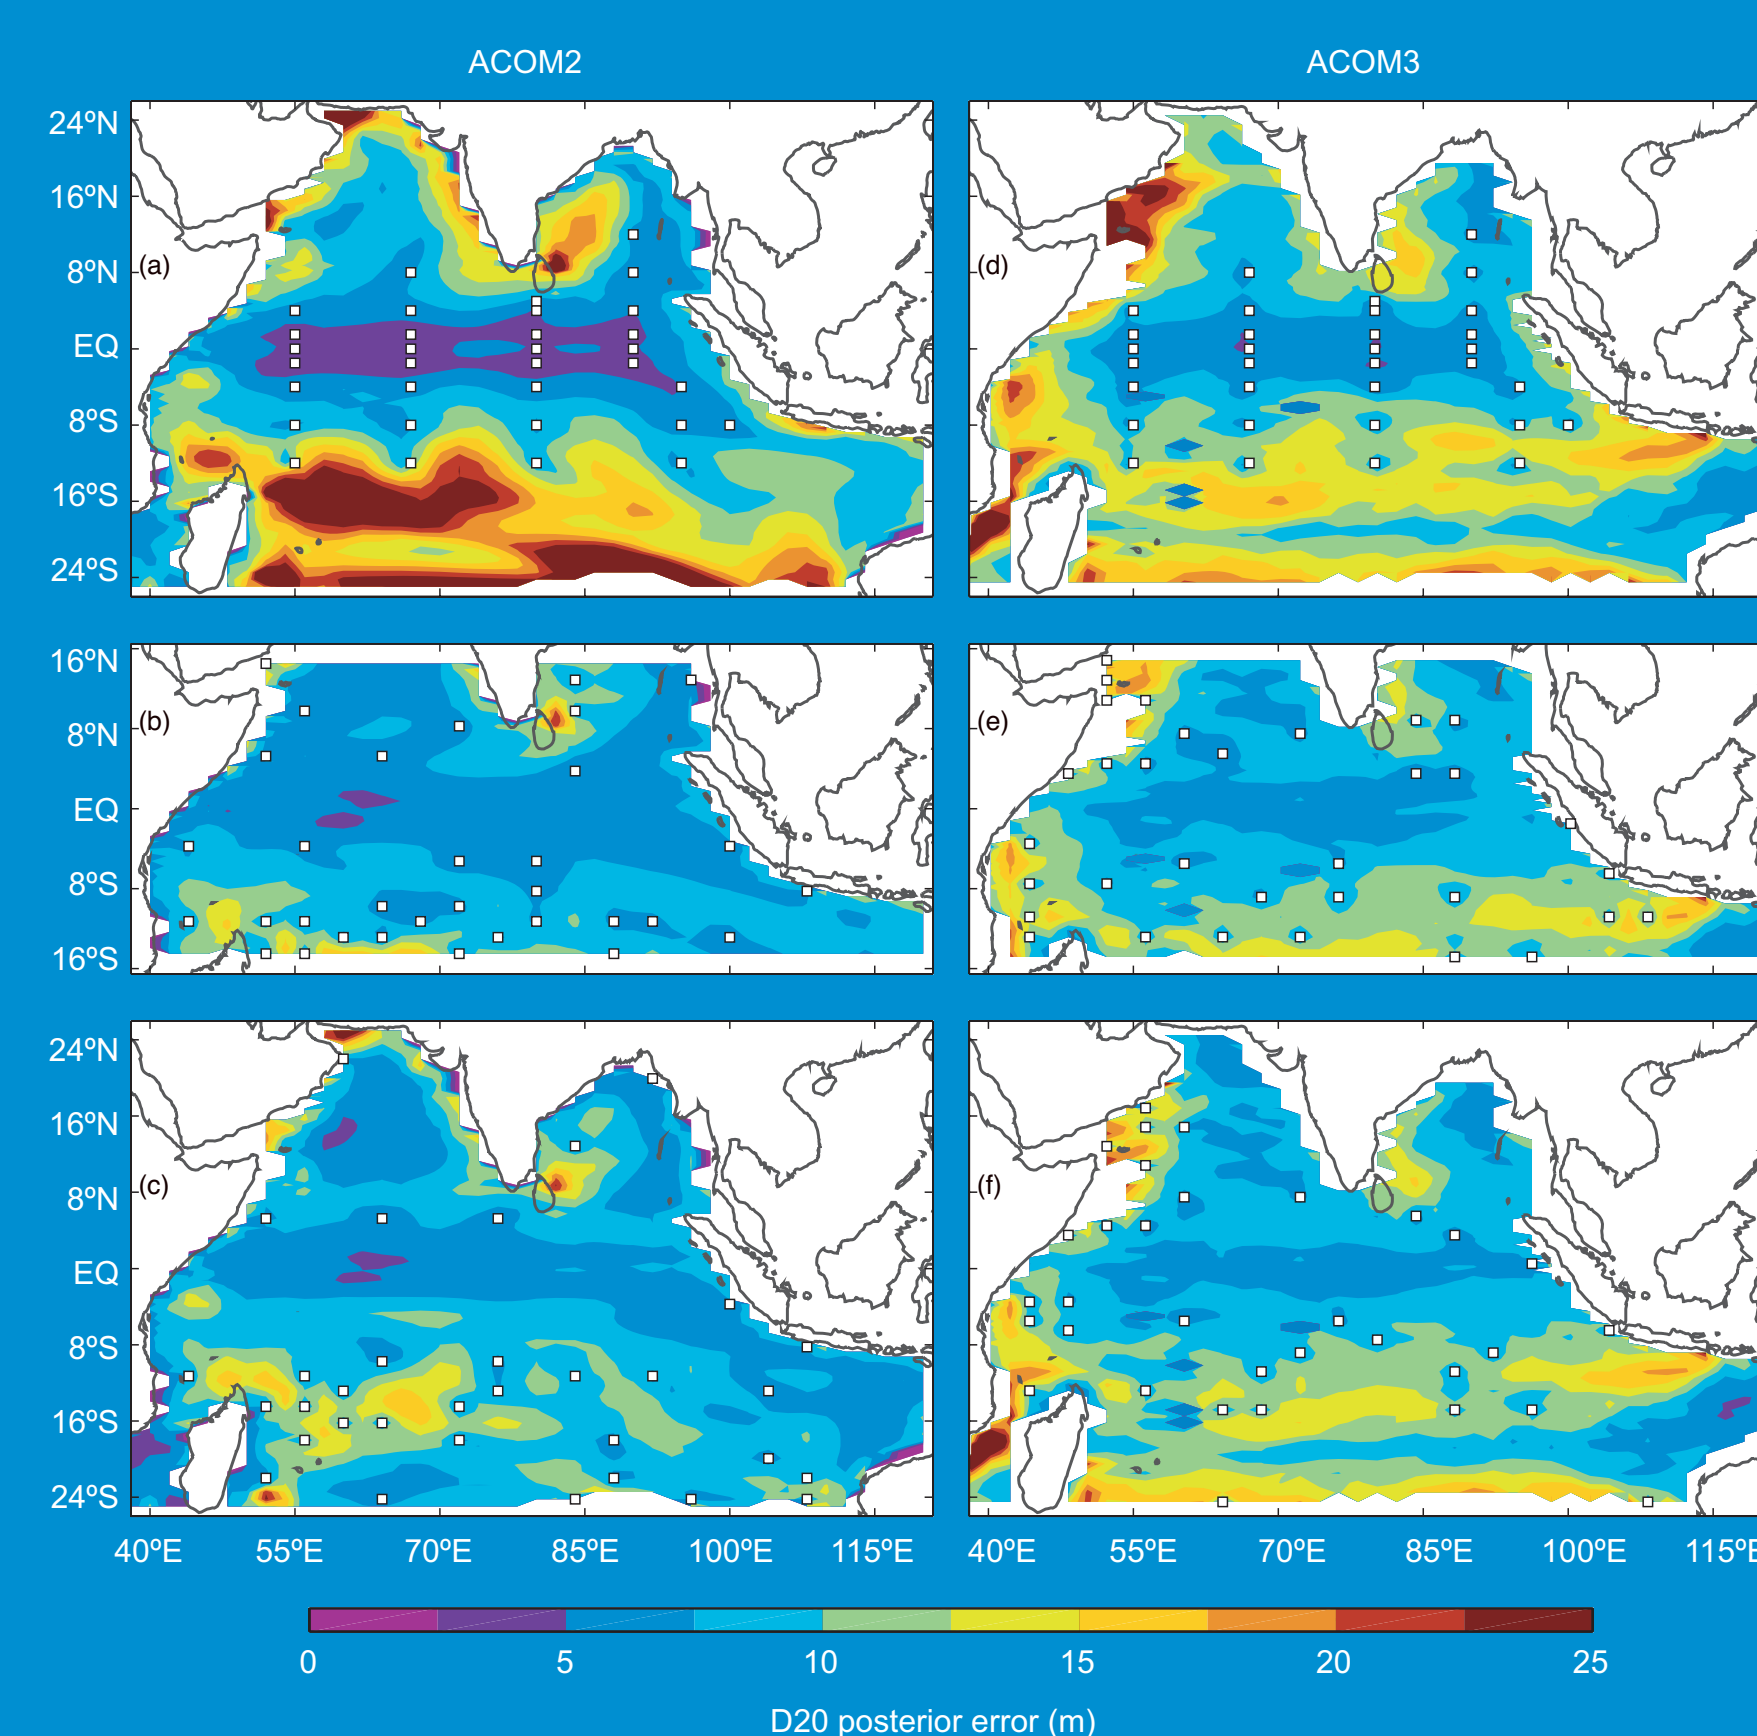 ACOM2
ACOM3
24ºN
16ºN
8ºN
EQ
8ºS
16ºS
24ºS
(a)
(d)
16ºN
8ºN
EQ
8ºS
16ºS
(b)
(e)
24ºN
16ºN
8ºN
EQ
8ºS
16ºS
24ºS
(c)
(f)
40ºE 55ºE 70ºE 85ºE 100ºE 115ºE
40ºE 55ºE 70ºE 85ºE 100ºE 115ºE
0 5 10 15 20 25
D20 posterior error (m)